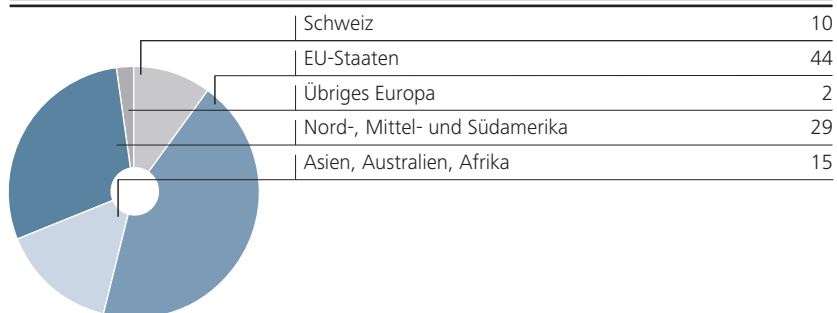 Schweiz 10
EU-Staaten 44
Übriges Europa 2
Nord-, Mittel- und Südamerika 29
Asien, Australien, Afrika 15